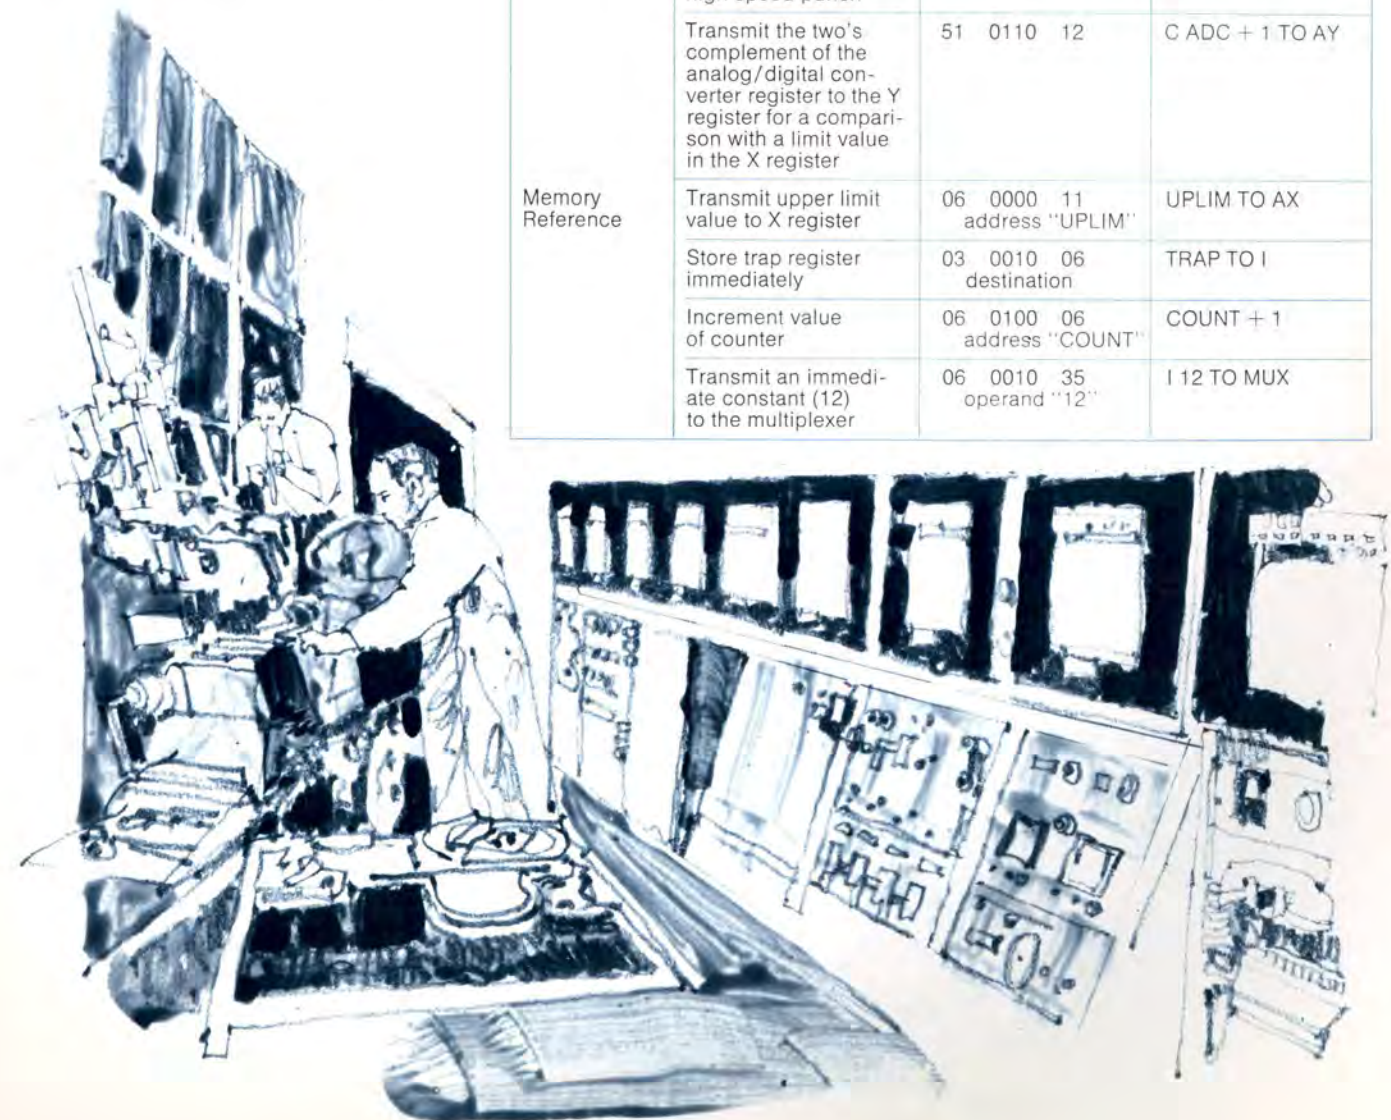 Transmit the two's 51 0110 12 C ADC + 1 TO AY
complement of the
analog/digital con-
verter register to the Y
register for a compari-
son with a limit value
in the X register
Memory Transmit upper limit 06 0000 11 UPLIM TO AX
Reference value to X register address "UPLIM"
Store trap register 03 0010 06 TRAP TO I
immediately destination
Increment value 06 0100 06 COUNT + 1
of counter address "COUNT"
Transmit an immedi- 06 0010 35 I 12 TO MUX
ate constant (12) operand "12"
to the multiplexer